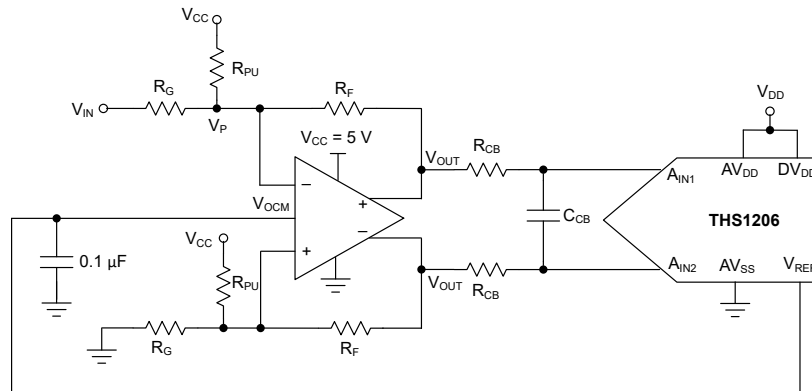 VCC
RPU
VIN
RG
VP
RF
VCC = 5 V
VOUT
RCB
VDD
AVDD
DVDD
AIN1
−
+
VOCM
+
−
CCB
THS1206
0.1 µF
VCC
RPU
VOUT
RCB
AIN2
AVSS
VREF
RG
RF